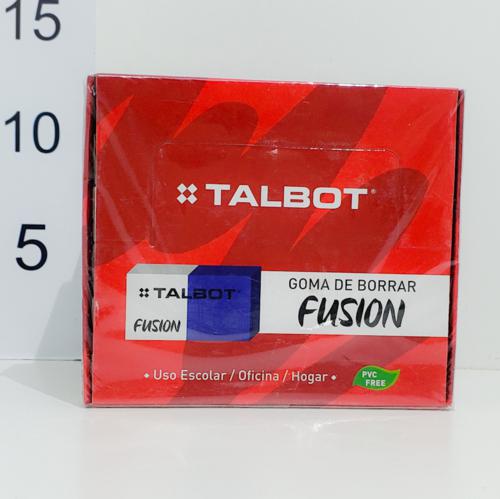 15
10
5
TALBOT®
GOMA DE BORRAR
FUSION
TALBOT
FUSION
• Uso Escolar / Oficina / Hogar •
PVC
FREE